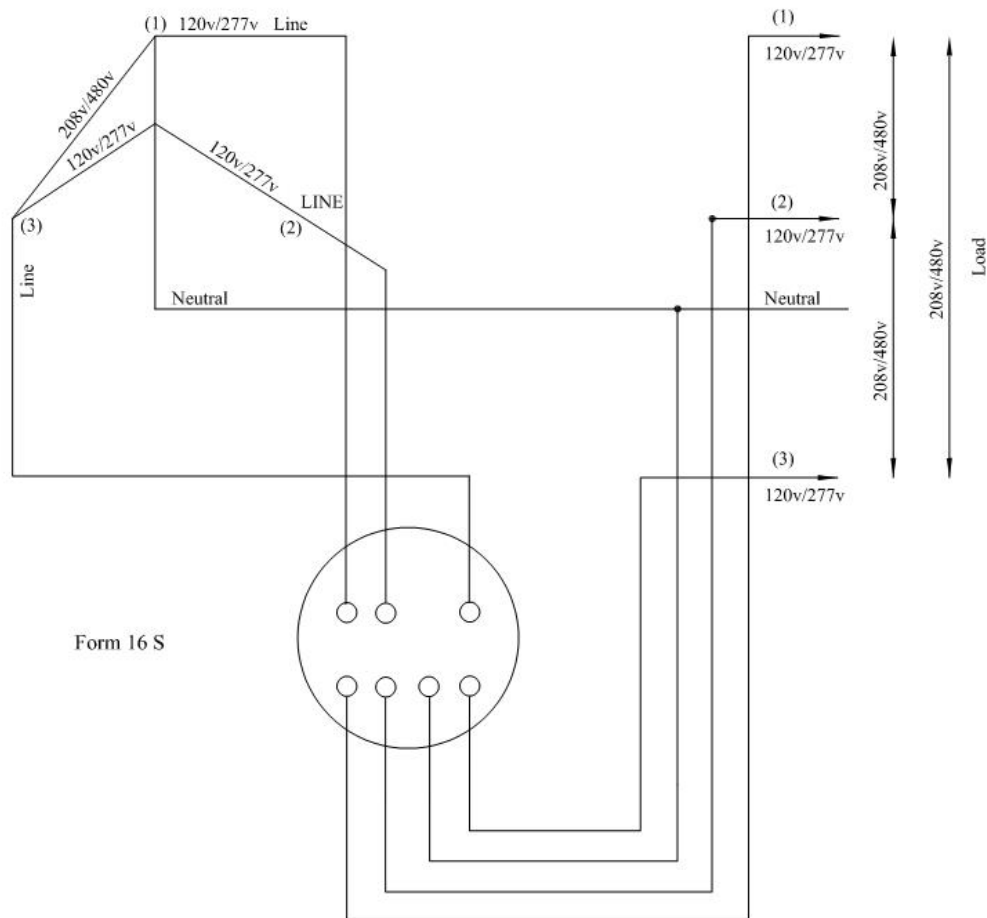 (1) 120v/277v Line
(1)
120v/277v
208v/480v
120v/277v
120v/277v
LINE
(2)
(3)
Line
(2)
120v/277v
208v/480v
Neutral
Neutral
208v/480v
208v/480v
Load
(3)
120v/277v
Form 16 S